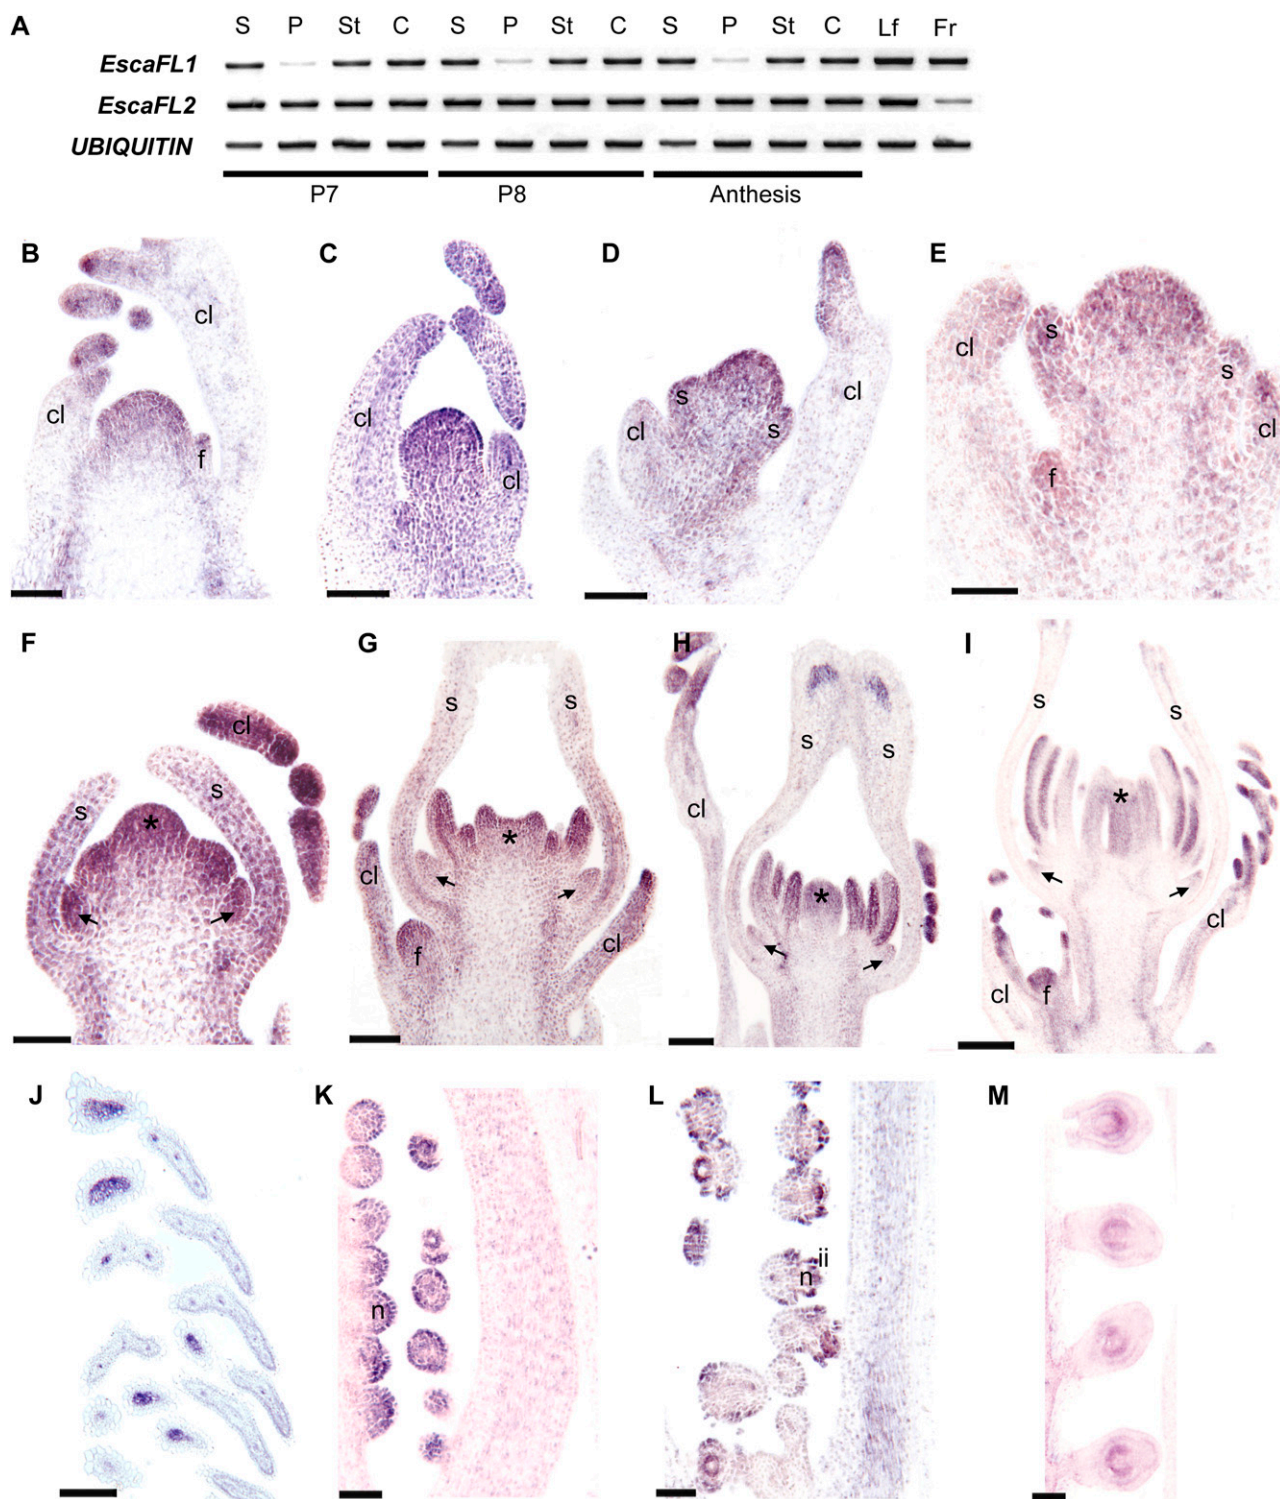 A S P St C S P St C S P St C Lf Fr
EscaFL1
EscaFL2
UBIQUITIN
P7 P8 Anthesis
B C D E
cl cl f
cl cl
s s cl cl
cl s s f cl
F G H I
cl s s *
s s * cl f cl
s s cl *
s s * cl cl f
J K L M
n
ii
n